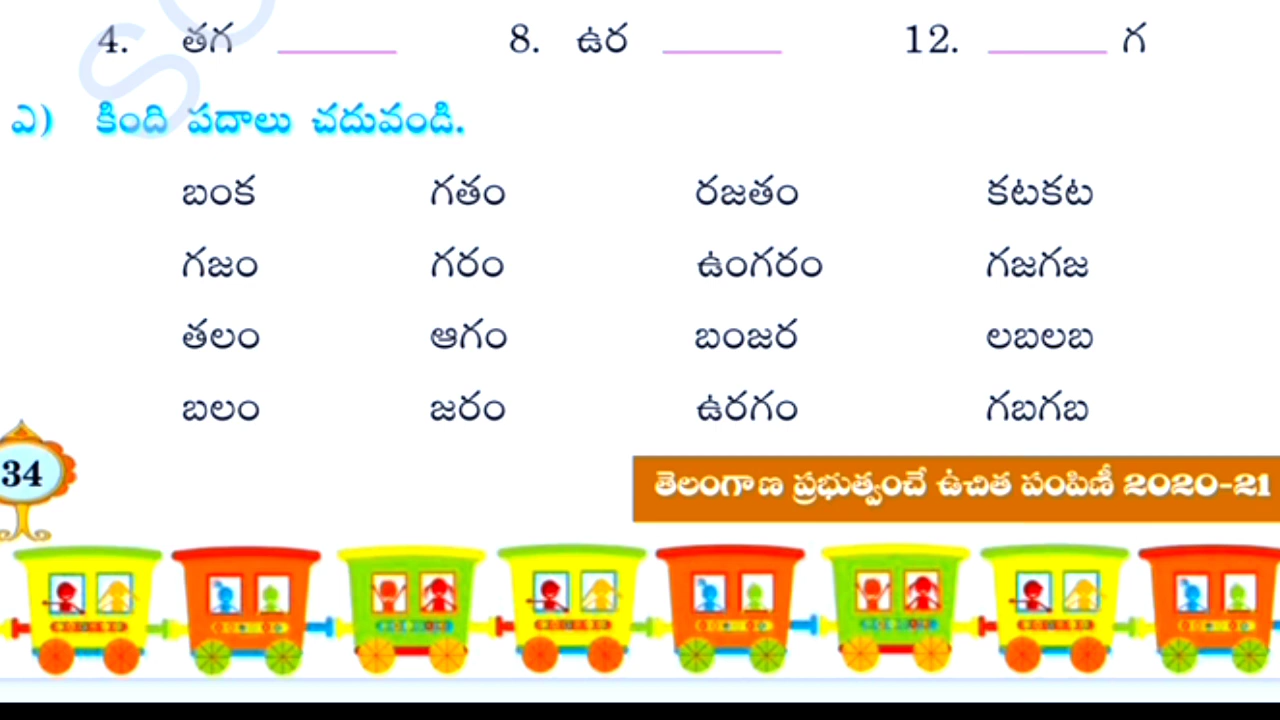 4. తగ ______ 8. ఉర ______ 12. ______ గ
ఎ) కింది పదాలు చదువండి.
బంక గతం రజతం కటకట
గజం గరం ఉంగరం గజగజ
తలం ఆగం బంజర లబలబ
బలం జరం ఉరగం గబగబ
34
తెలంగాణ ప్రభుత్వంచే ఉచిత పంపిణీ 2020-21